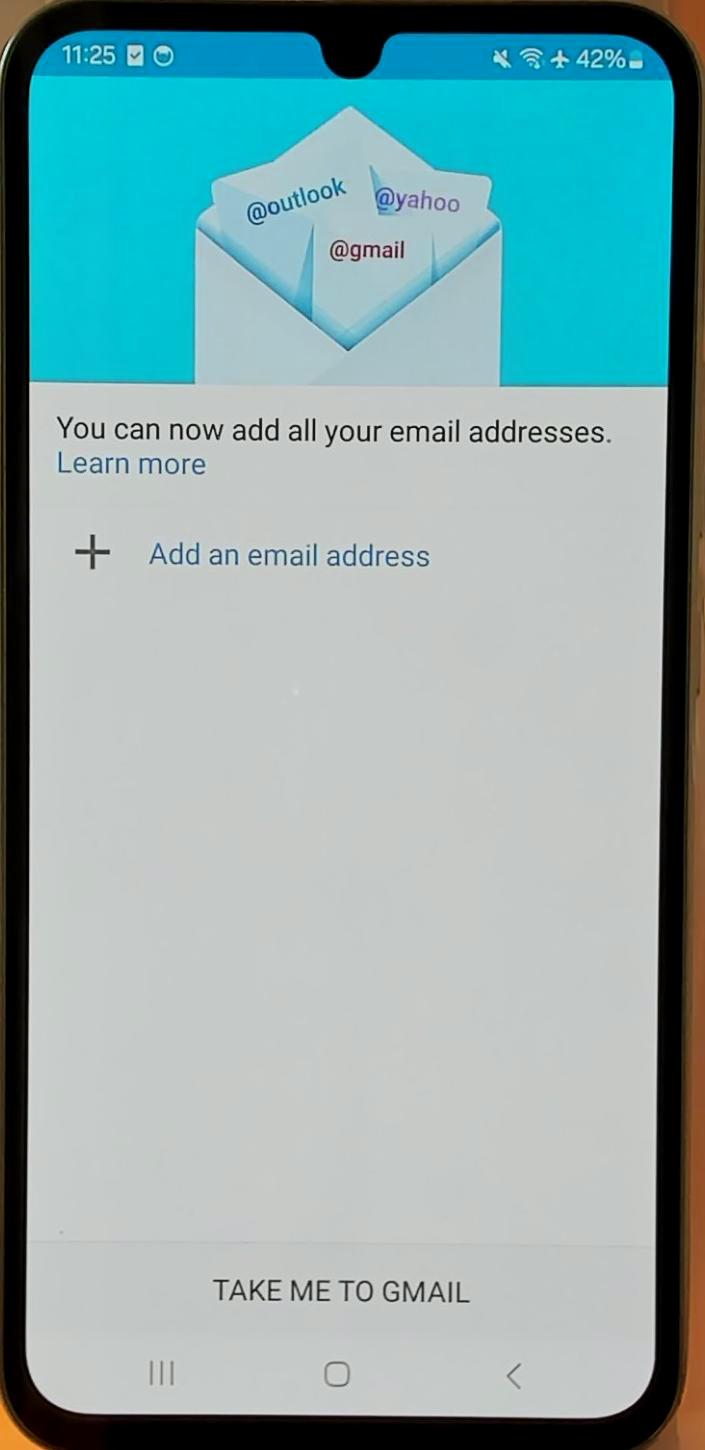 11:25 42%
@outlook @yahoo
@gmail
You can now add all your email addresses.
Learn more
Add an email address
TAKE ME TO GMAIL